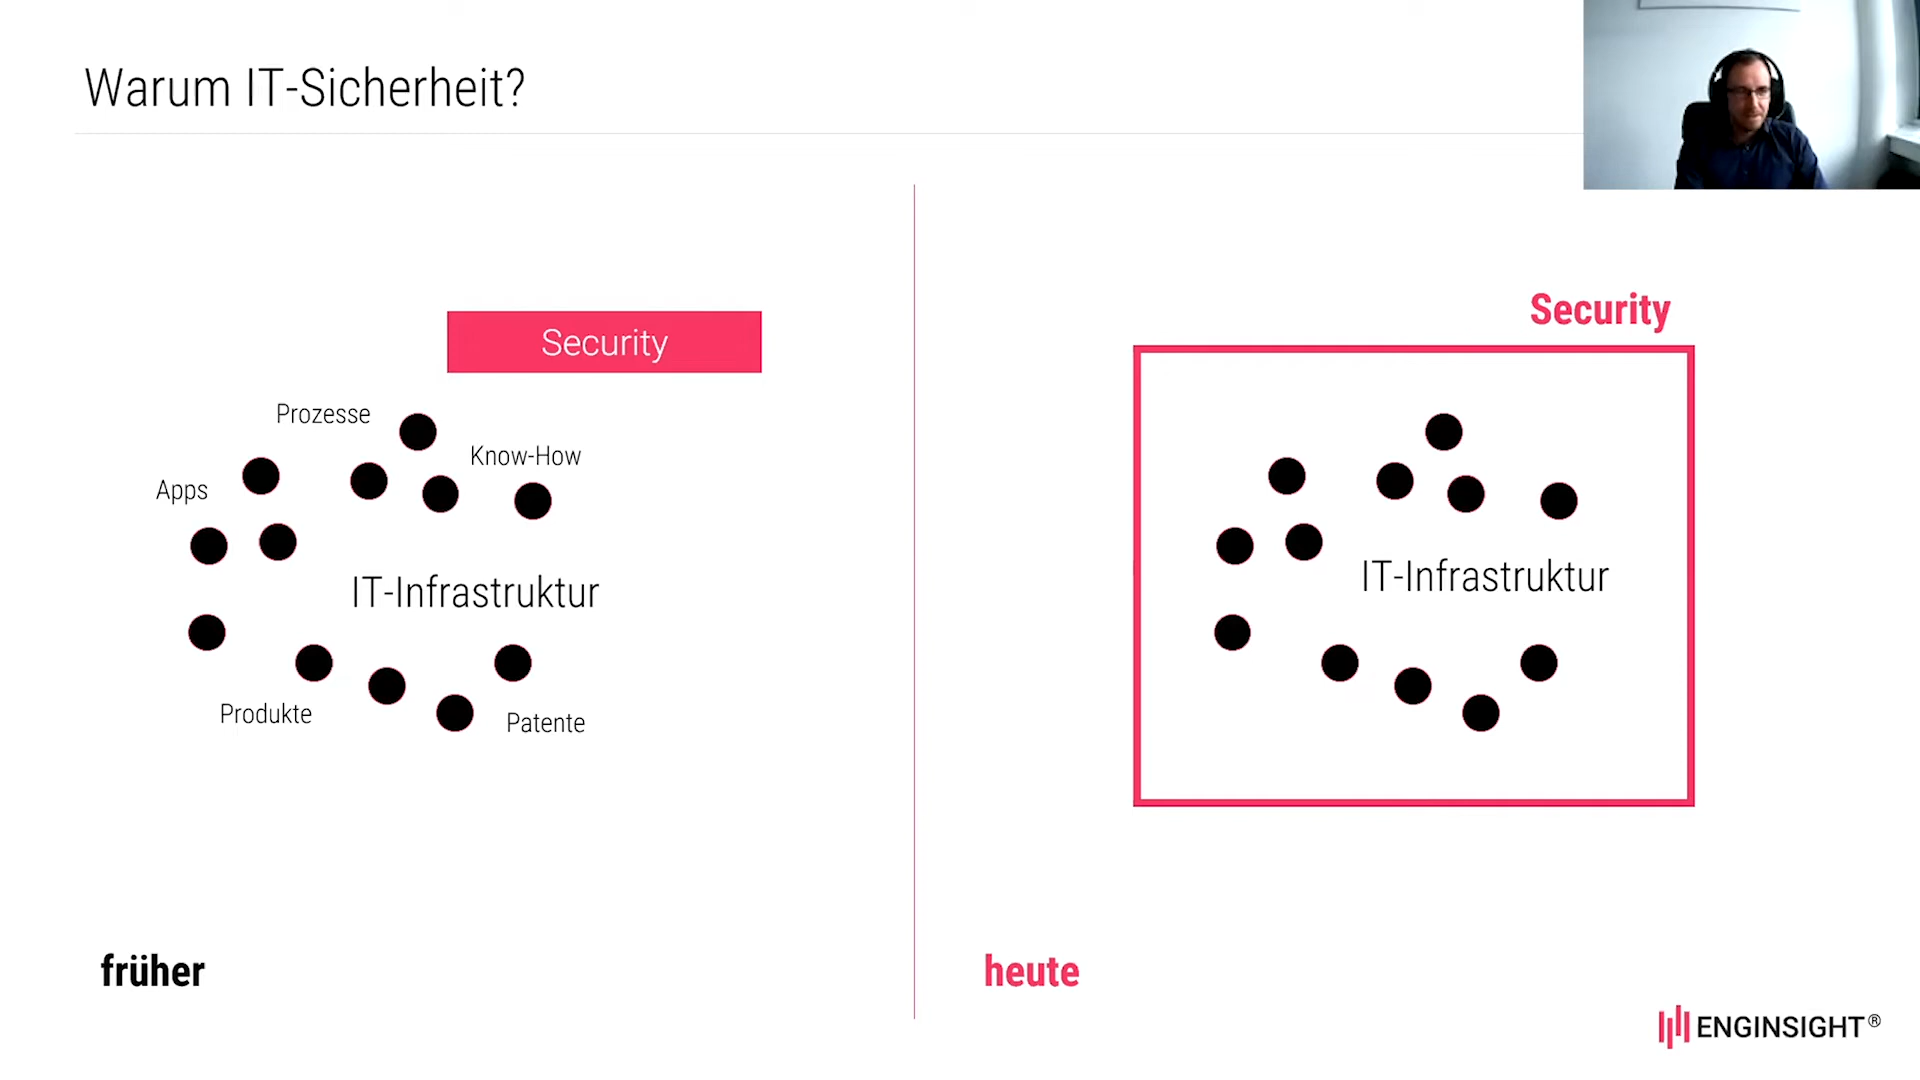 Warum IT-Sicherheit?
Security
Prozesse
Know-How
Apps
IT-Infrastruktur
Produkte
Patente
früher
Security
IT-Infrastruktur
heute
ENGINSIGHT®